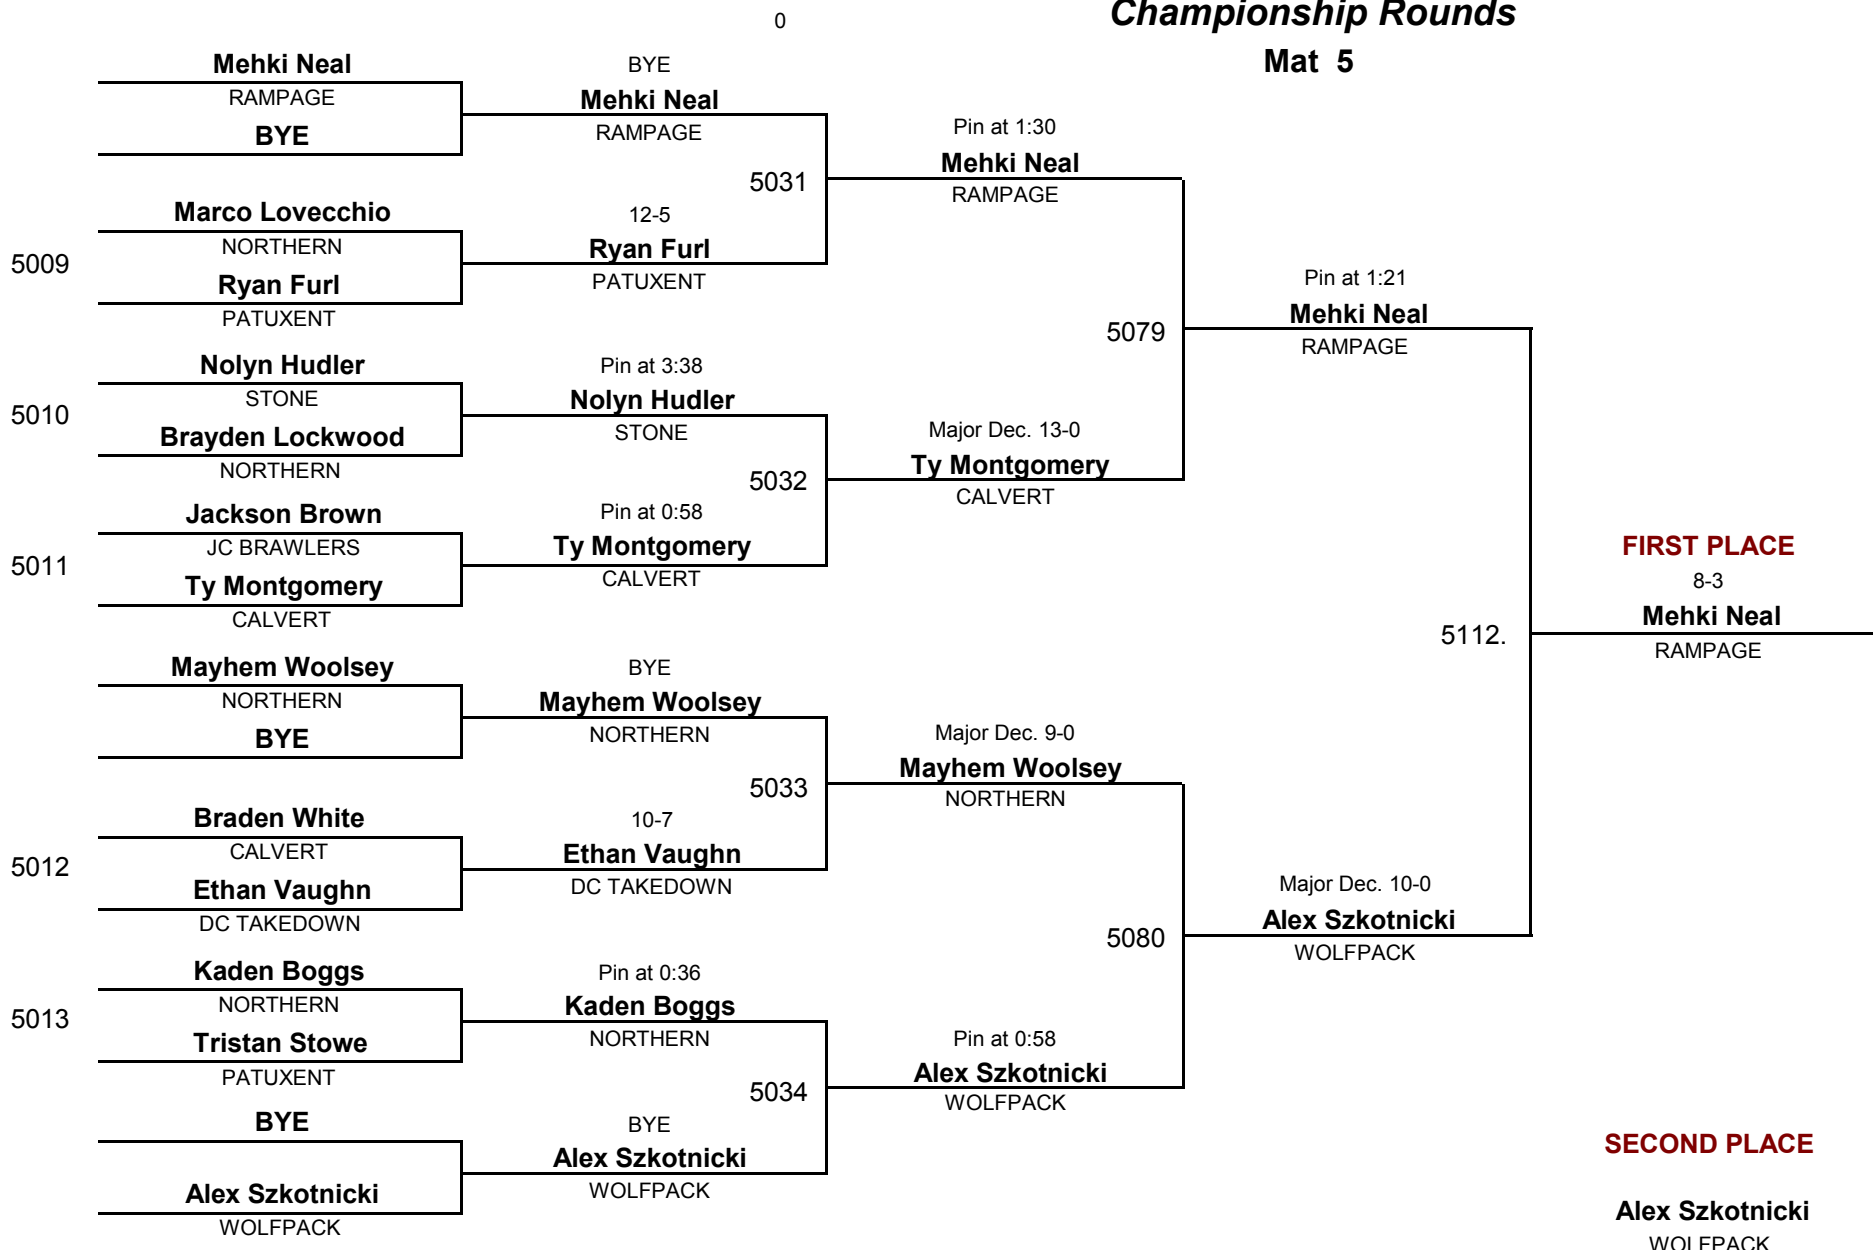 Championship Rounds
0
Mat 5
Mehki Neal
RAMPAGE
BYE
5009
Marco Lovecchio
NORTHERN
Ryan Furl
PATUXENT
5010
Nolyn Hudler
STONE
Brayden Lockwood
NORTHERN
5011
Jackson Brown
JC BRAWLERS
Ty Montgomery
CALVERT
Mayhem Woolsey
NORTHERN
BYE
5012
Braden White
CALVERT
Ethan Vaughn
DC TAKEDOWN
5013
Kaden Boggs
NORTHERN
Tristan Stowe
PATUXENT
BYE
Alex Szkotnicki
WOLFPACK
BYE
Mehki Neal
RAMPAGE
5031
12-5
Ryan Furl
PATUXENT
Pin at 3:38
Nolyn Hudler
STONE
5032
Pin at 0:58
Ty Montgomery
CALVERT
BYE
Mayhem Woolsey
NORTHERN
5033
10-7
Ethan Vaughn
DC TAKEDOWN
Pin at 0:36
Kaden Boggs
NORTHERN
5034
BYE
Alex Szkotnicki
WOLFPACK
Pin at 1:30
Mehki Neal
RAMPAGE
5079
Major Dec. 13-0
Ty Montgomery
CALVERT
Major Dec. 9-0
Mayhem Woolsey
NORTHERN
5080
Pin at 0:58
Alex Szkotnicki
WOLFPACK
Pin at 1:21
Mehki Neal
RAMPAGE
5112.
Major Dec. 10-0
Alex Szkotnicki
WOLFPACK
FIRST PLACE
8-3
Mehki Neal
RAMPAGE
SECOND PLACE
Alex Szkotnicki
WOLFPACK